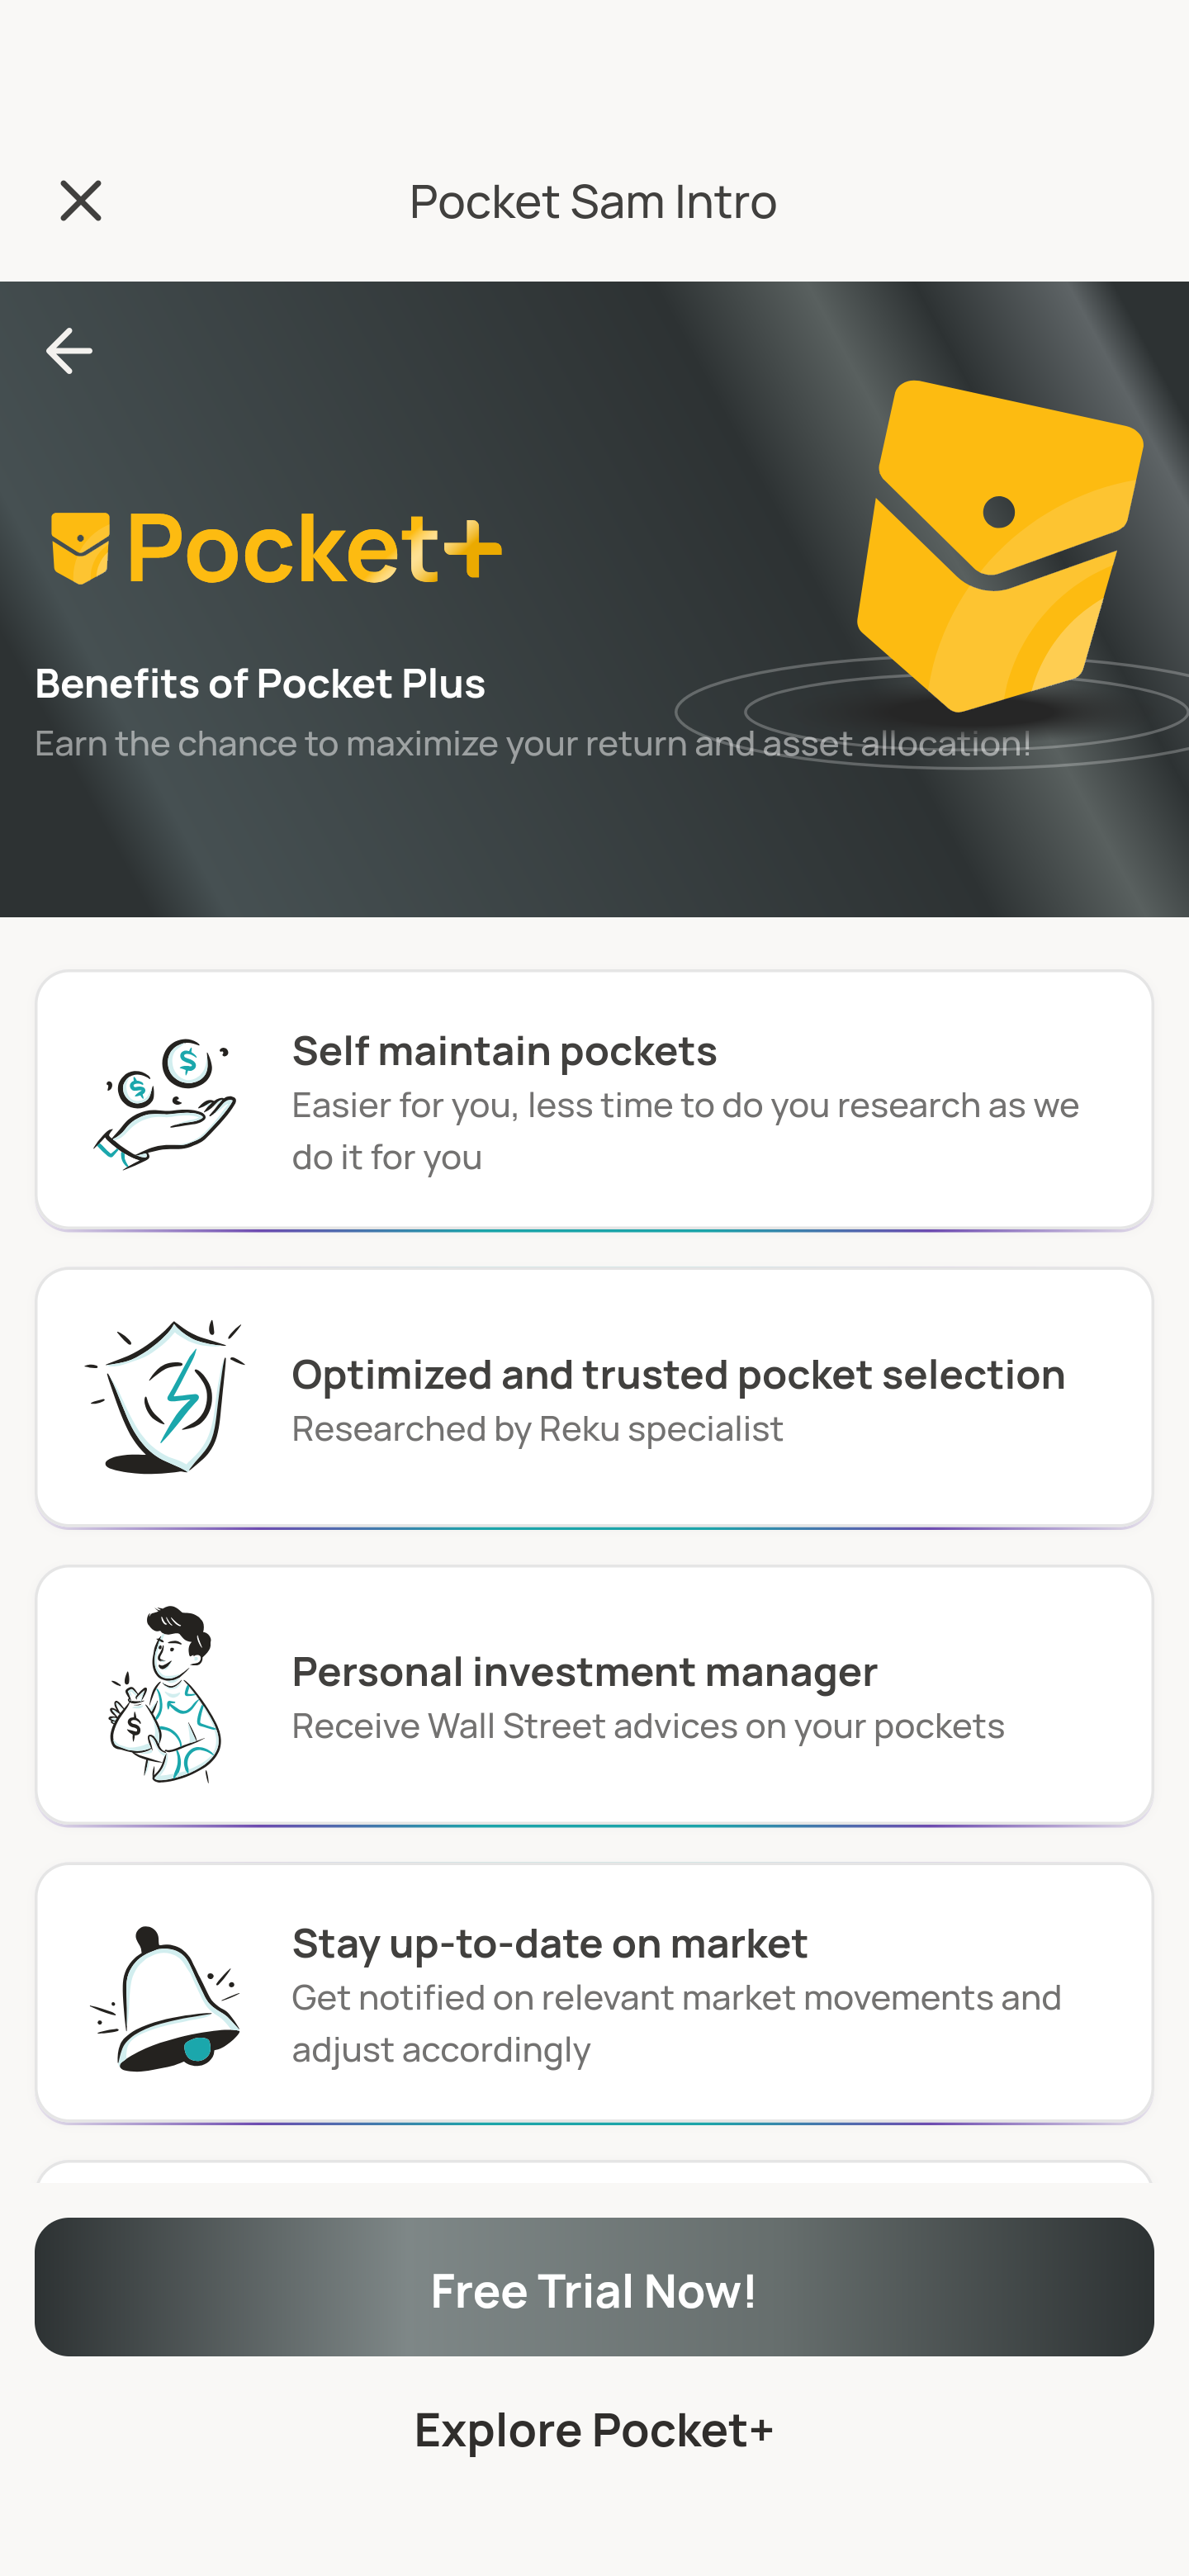 Pocket Sam Intro
Pocket+
Benefits of Pocket Plus
Earn the chance to maximize your return and asset allocation!
Self maintain pockets
Easier for you, less time to do you research as we
do it for you
Optimized and trusted pocket selection
Researched by Reku specialist
Personal investment manager
Receive Wall Street advices on your pockets
Stay up-to-date on market
Get notified on relevant market movements and
adjust accordingly
Free Trial Now!
Explore Pocket+